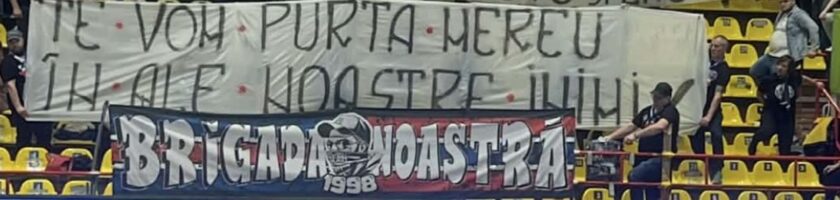 TE VOM PURTA MEREU
ÎN ALE NOASTRE INIMI
BRIGADA NOASTRĂ
1998